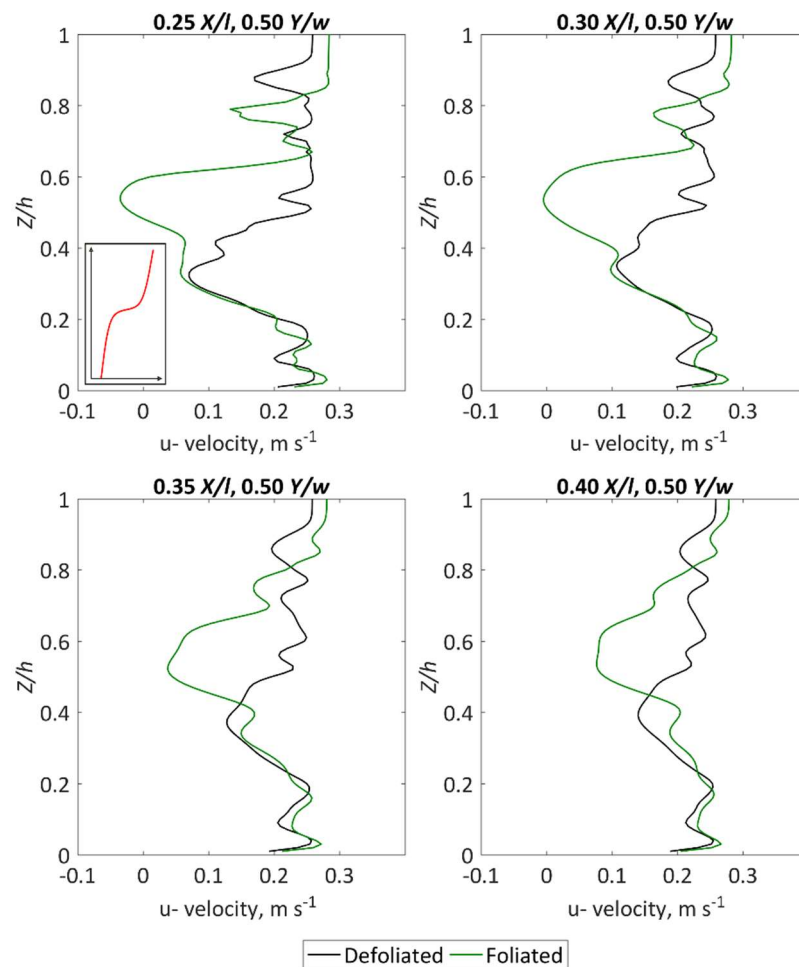 0.25 X/l, 0.50 Y/w
1
0.8
0.6
0.4
0.2
0
Z/h
-0.1 0 0.1 0.2 0.3
u- velocity, m s-1
0.30 X/l, 0.50 Y/w
1
0.8
0.6
0.4
0.2
0
Z/h
-0.1 0 0.1 0.2 0.3
u- velocity, m s-1
0.35 X/l, 0.50 Y/w
1
0.8
0.6
0.4
0.2
0
Z/h
-0.1 0 0.1 0.2 0.3
u- velocity, m s-1
0.40 X/l, 0.50 Y/w
1
0.8
0.6
0.4
0.2
0
Z/h
-0.1 0 0.1 0.2 0.3
u- velocity, m s-1
Defoliated Foliated